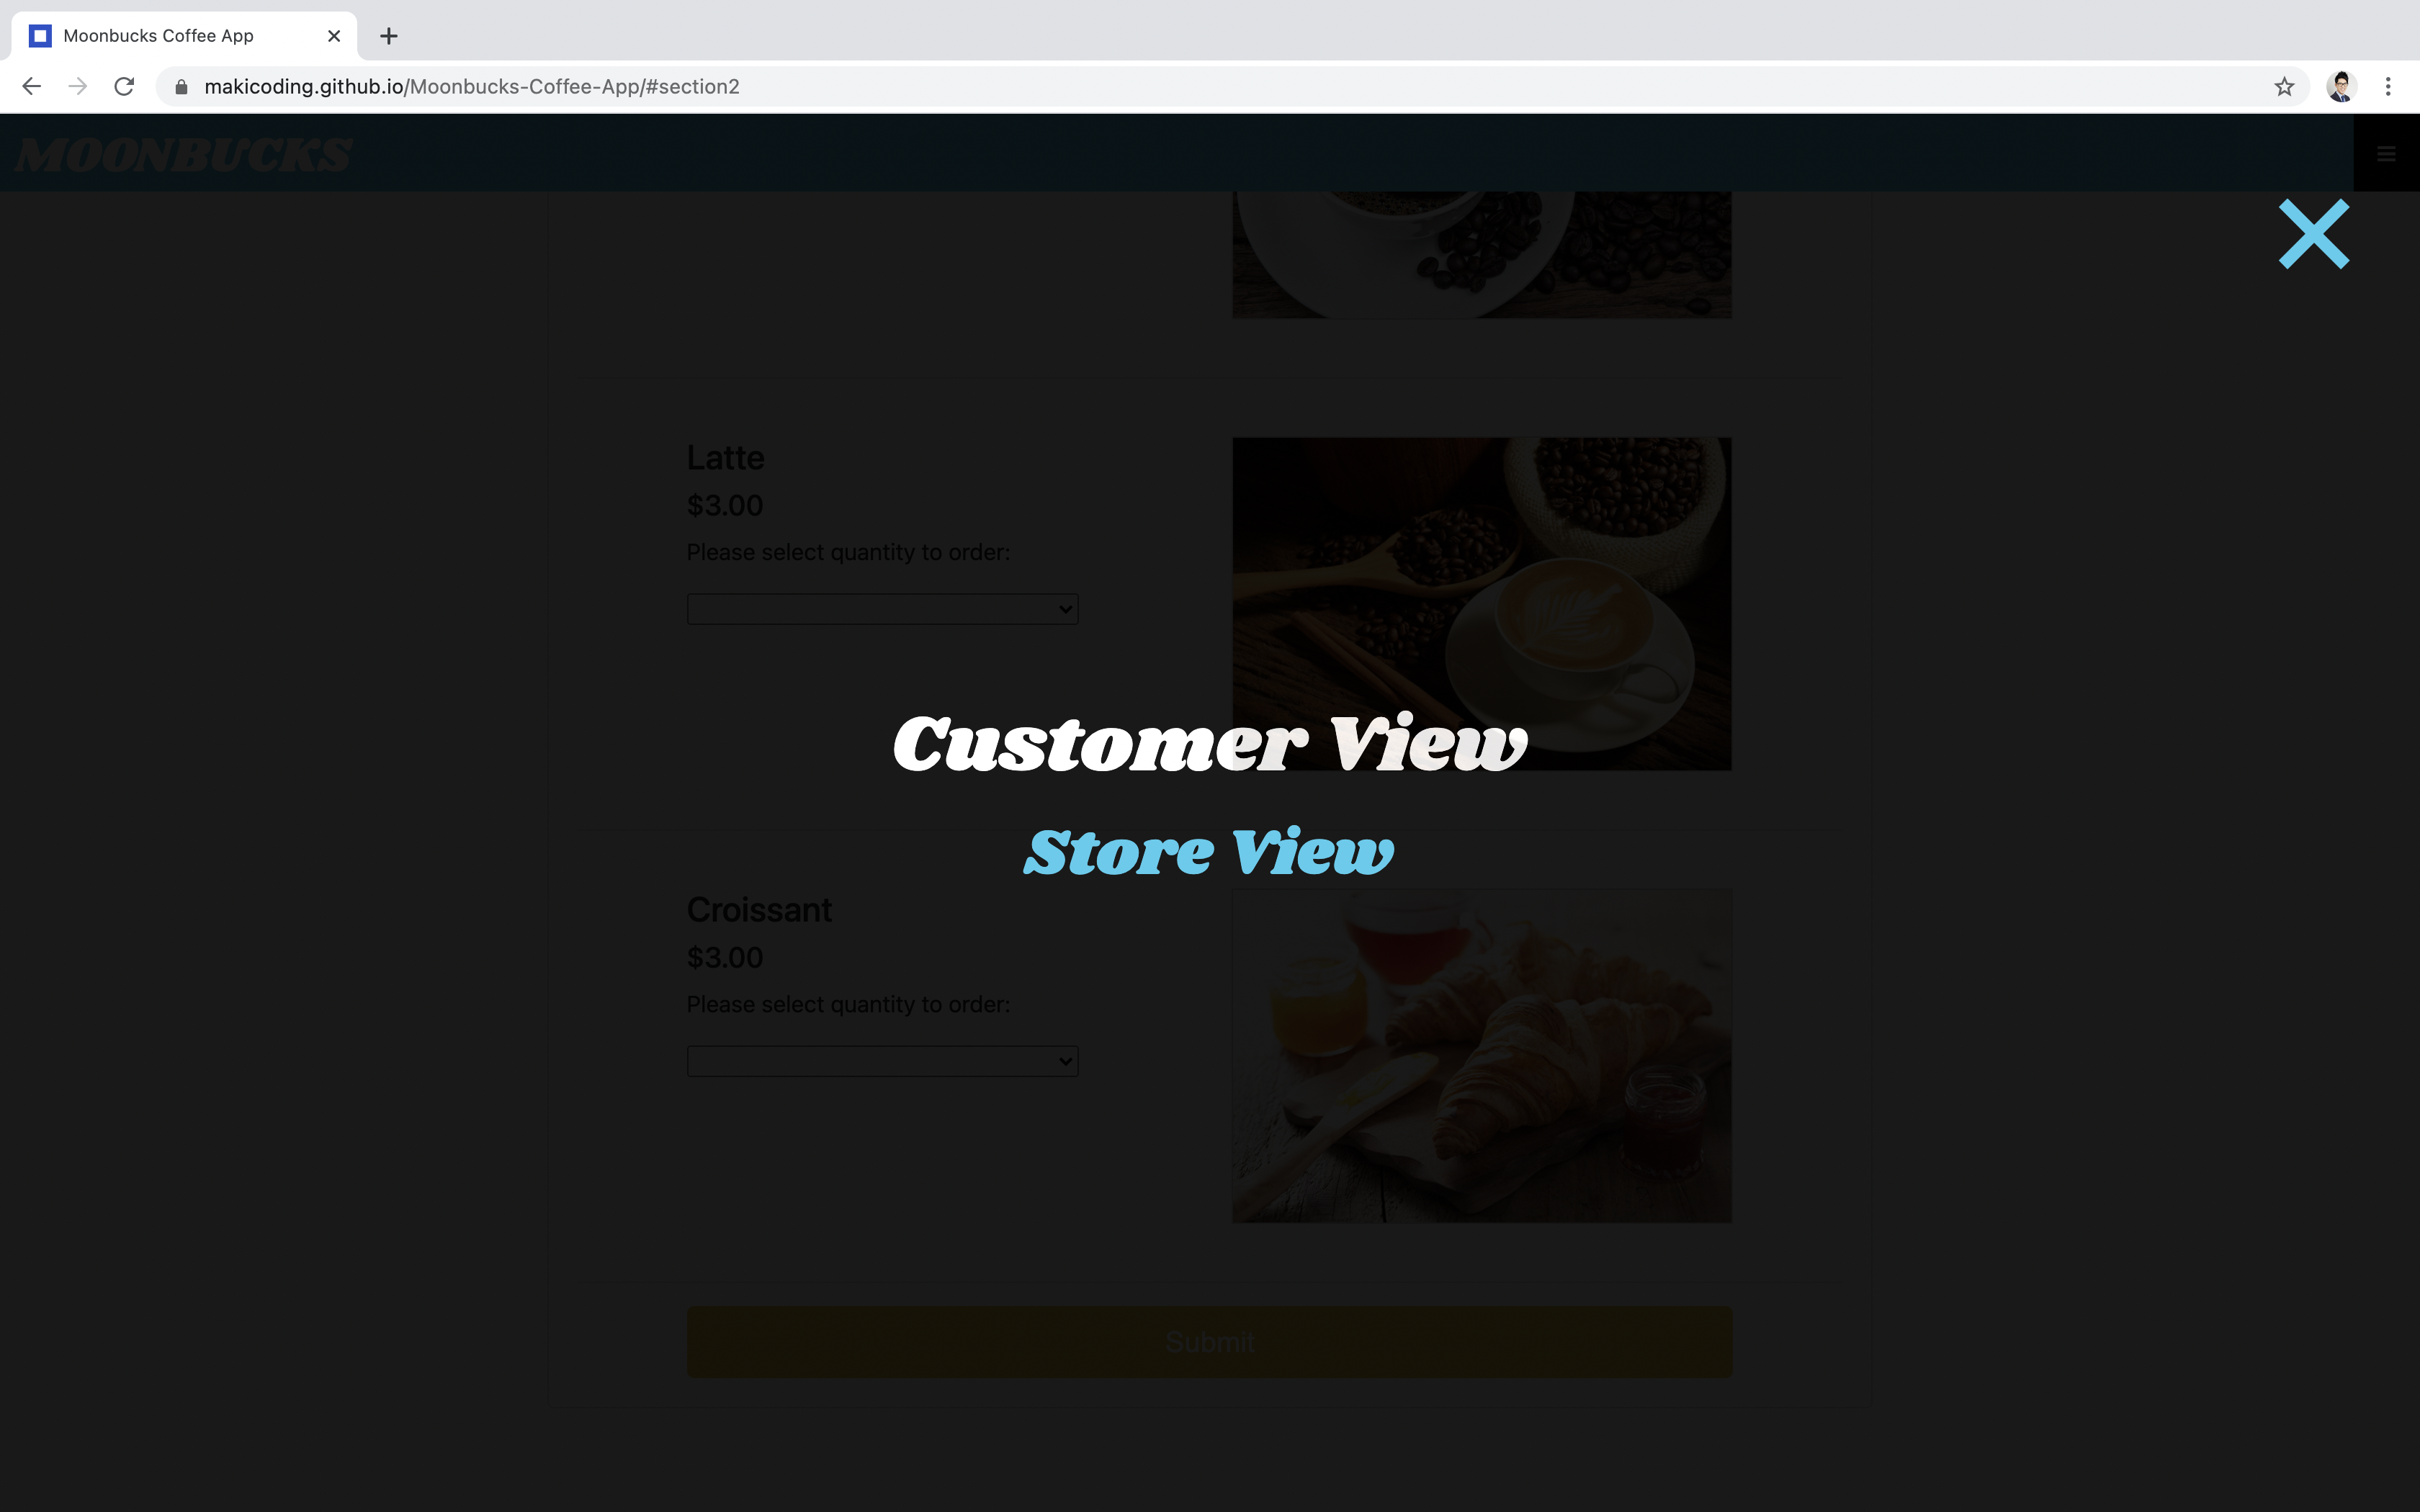 Moonbucks Coffee App
makicoding.github.io/Moonbucks-Coffee-App/#section2
MOONBUCKS
Latte
$3.00
Please select quantity to order:
Customer View
Store View
Croissant
$3.00
Please select quantity to order:
Submit